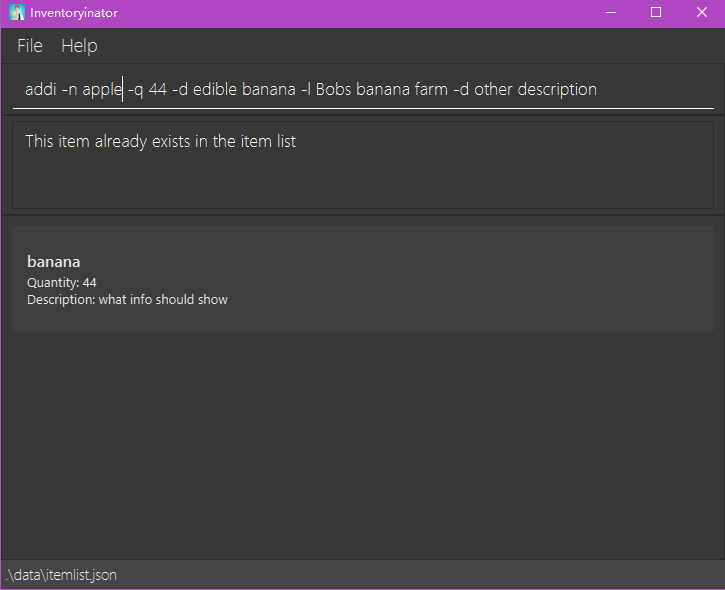 Inventoryinator
File Help
addi -n apple -q 44 -d edible banana -l Bobs banana farm -d other description
This item already exists in the item list
banana
Quantity: 44
Description: what info should show
.\data\itemlist.json